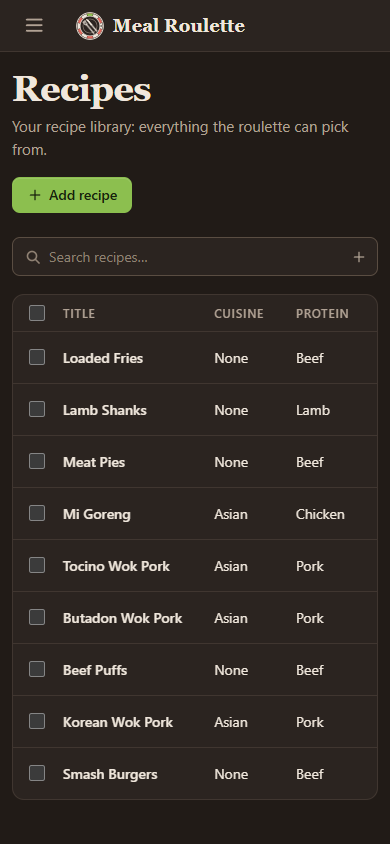 Meal Roulette
Recipes
Your recipe library: everything the roulette can pick
from.
+ Add recipe
Search recipes... +
TITLE CUISINE PROTEIN
Loaded Fries None Beef
Lamb Shanks None Lamb
Meat Pies None Beef
Mi Goreng Asian Chicken
Tocino Wok Pork Asian Pork
Butadon Wok Pork Asian Pork
Beef Puffs None Beef
Korean Wok Pork Asian Pork
Smash Burgers None Beef